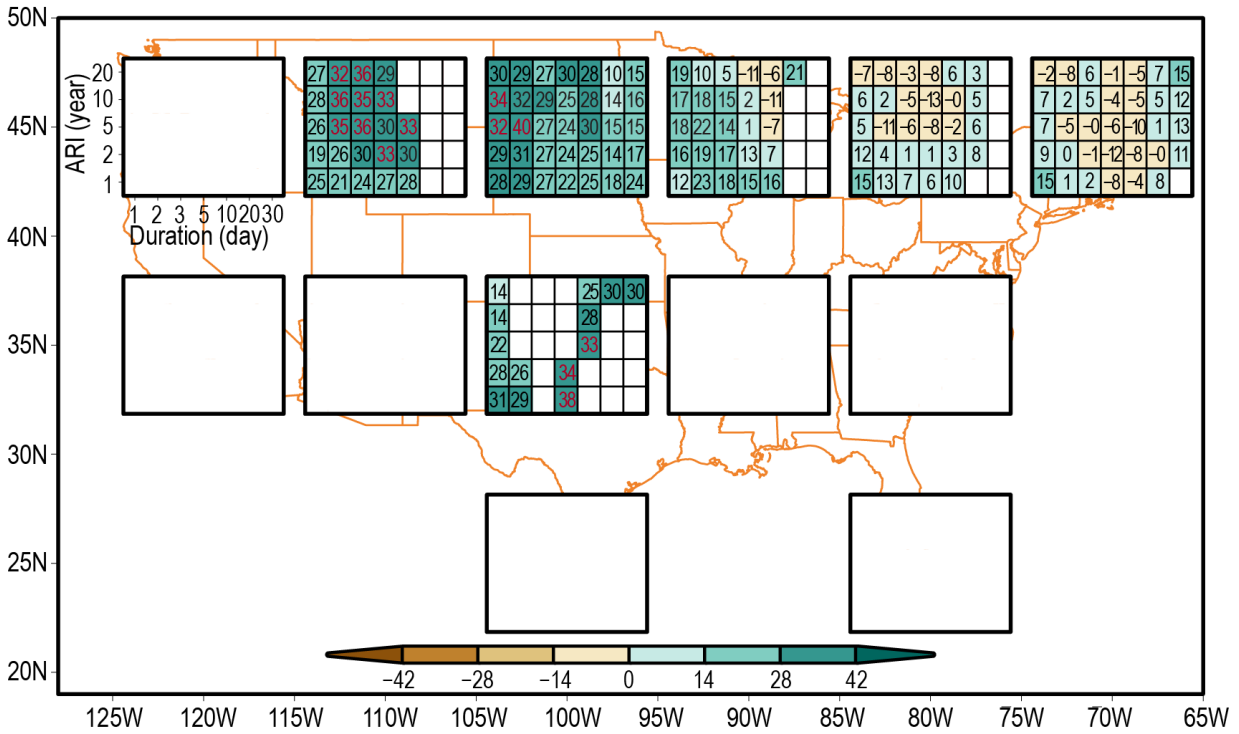 50N
20 27 32 36 29 30 29 27 30 28 10 15 19 10 5 −11 −6 21 −7 −8 −3 −8 6 3 −2 −8 6 −1 −5 7 15
10 28 36 35 33 34 32 29 25 28 14 16 17 18 15 2 −11 6 2 −5 −13 −0 5 7 2 5 −4 −5 5 12
45N 5 26 35 36 30 33 32 40 27 24 30 15 15 18 22 14 1 −7 5 −11 −6 −8 −2 6 7 −5 −0 −6 −10 1 13
2 19 26 30 33 30 29 31 27 24 25 14 17 16 19 17 13 7 12 4 1 1 3 8 9 0 −1 −12 −8 −0 11
1 25 21 24 27 28 28 29 27 22 25 18 24 12 23 18 15 16 15 13 7 6 10 15 1 2 −8 −4 8
ARI (year)
1 2 3 5 10 20 30
Duration (day)
40N
14 25 30 30
14 28
35N 22 33
28 26 34
31 29 38
30N
25N
20N
−42 −28 −14 0 14 28 42
125W 120W 115W 110W 105W 100W 95W 90W 85W 80W 75W 70W 65W